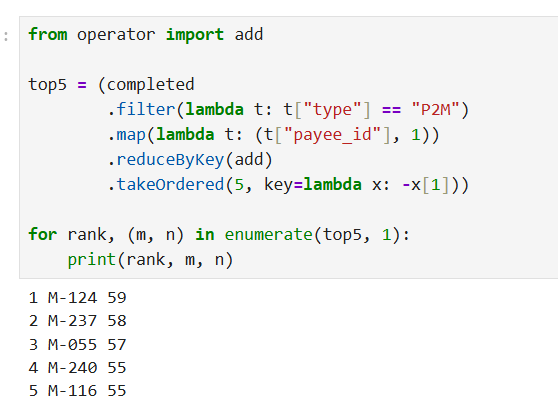 :
from operator import add
top5 = (completed
        .filter(lambda t: t["type"] == "P2M")
        .map(lambda t: (t["payee_id"], 1))
        .reduceByKey(add)
        .takeOrdered(5, key=lambda x: -x[1]))
for rank, (m, n) in enumerate(top5, 1):
    print(rank, m, n)
1 M-124 59
2 M-237 58
3 M-055 57
4 M-240 55
5 M-116 55